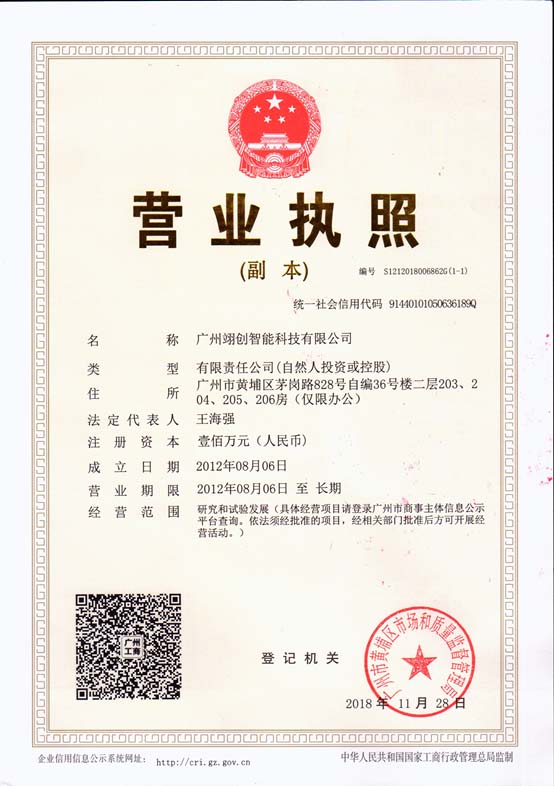 营业执照
(副 本)
编号 S1212018006862G(1-1)
统一社会信用代码 91440101050636189Q
名 称 广州翊创智能科技有限公司
类 型 有限责任公司(自然人投资或控股)
住 所 广州市黄埔区茅岗路828号自编36号楼二层203、2
04、205、206房（仅限办公）
法定代表人 王海强
注册资本 壹佰万元（人民币）
成立日期 2012年08月06日
营业期限 2012年08月06日 至 长期
经营范围 研究和试验发展（具体经营项目请登录广州市商事主体信息公示
平台查询。依法须经批准的项目，经相关部门批准后方可开展经
营活动。）
广州
工商
登记机关
广州市黄埔区市场和质量监督管理局
2018 年 11 月 28 日
企业信用信息公示系统网址： http://cri.gz.gov.cn
中华人民共和国国家工商行政管理总局监制